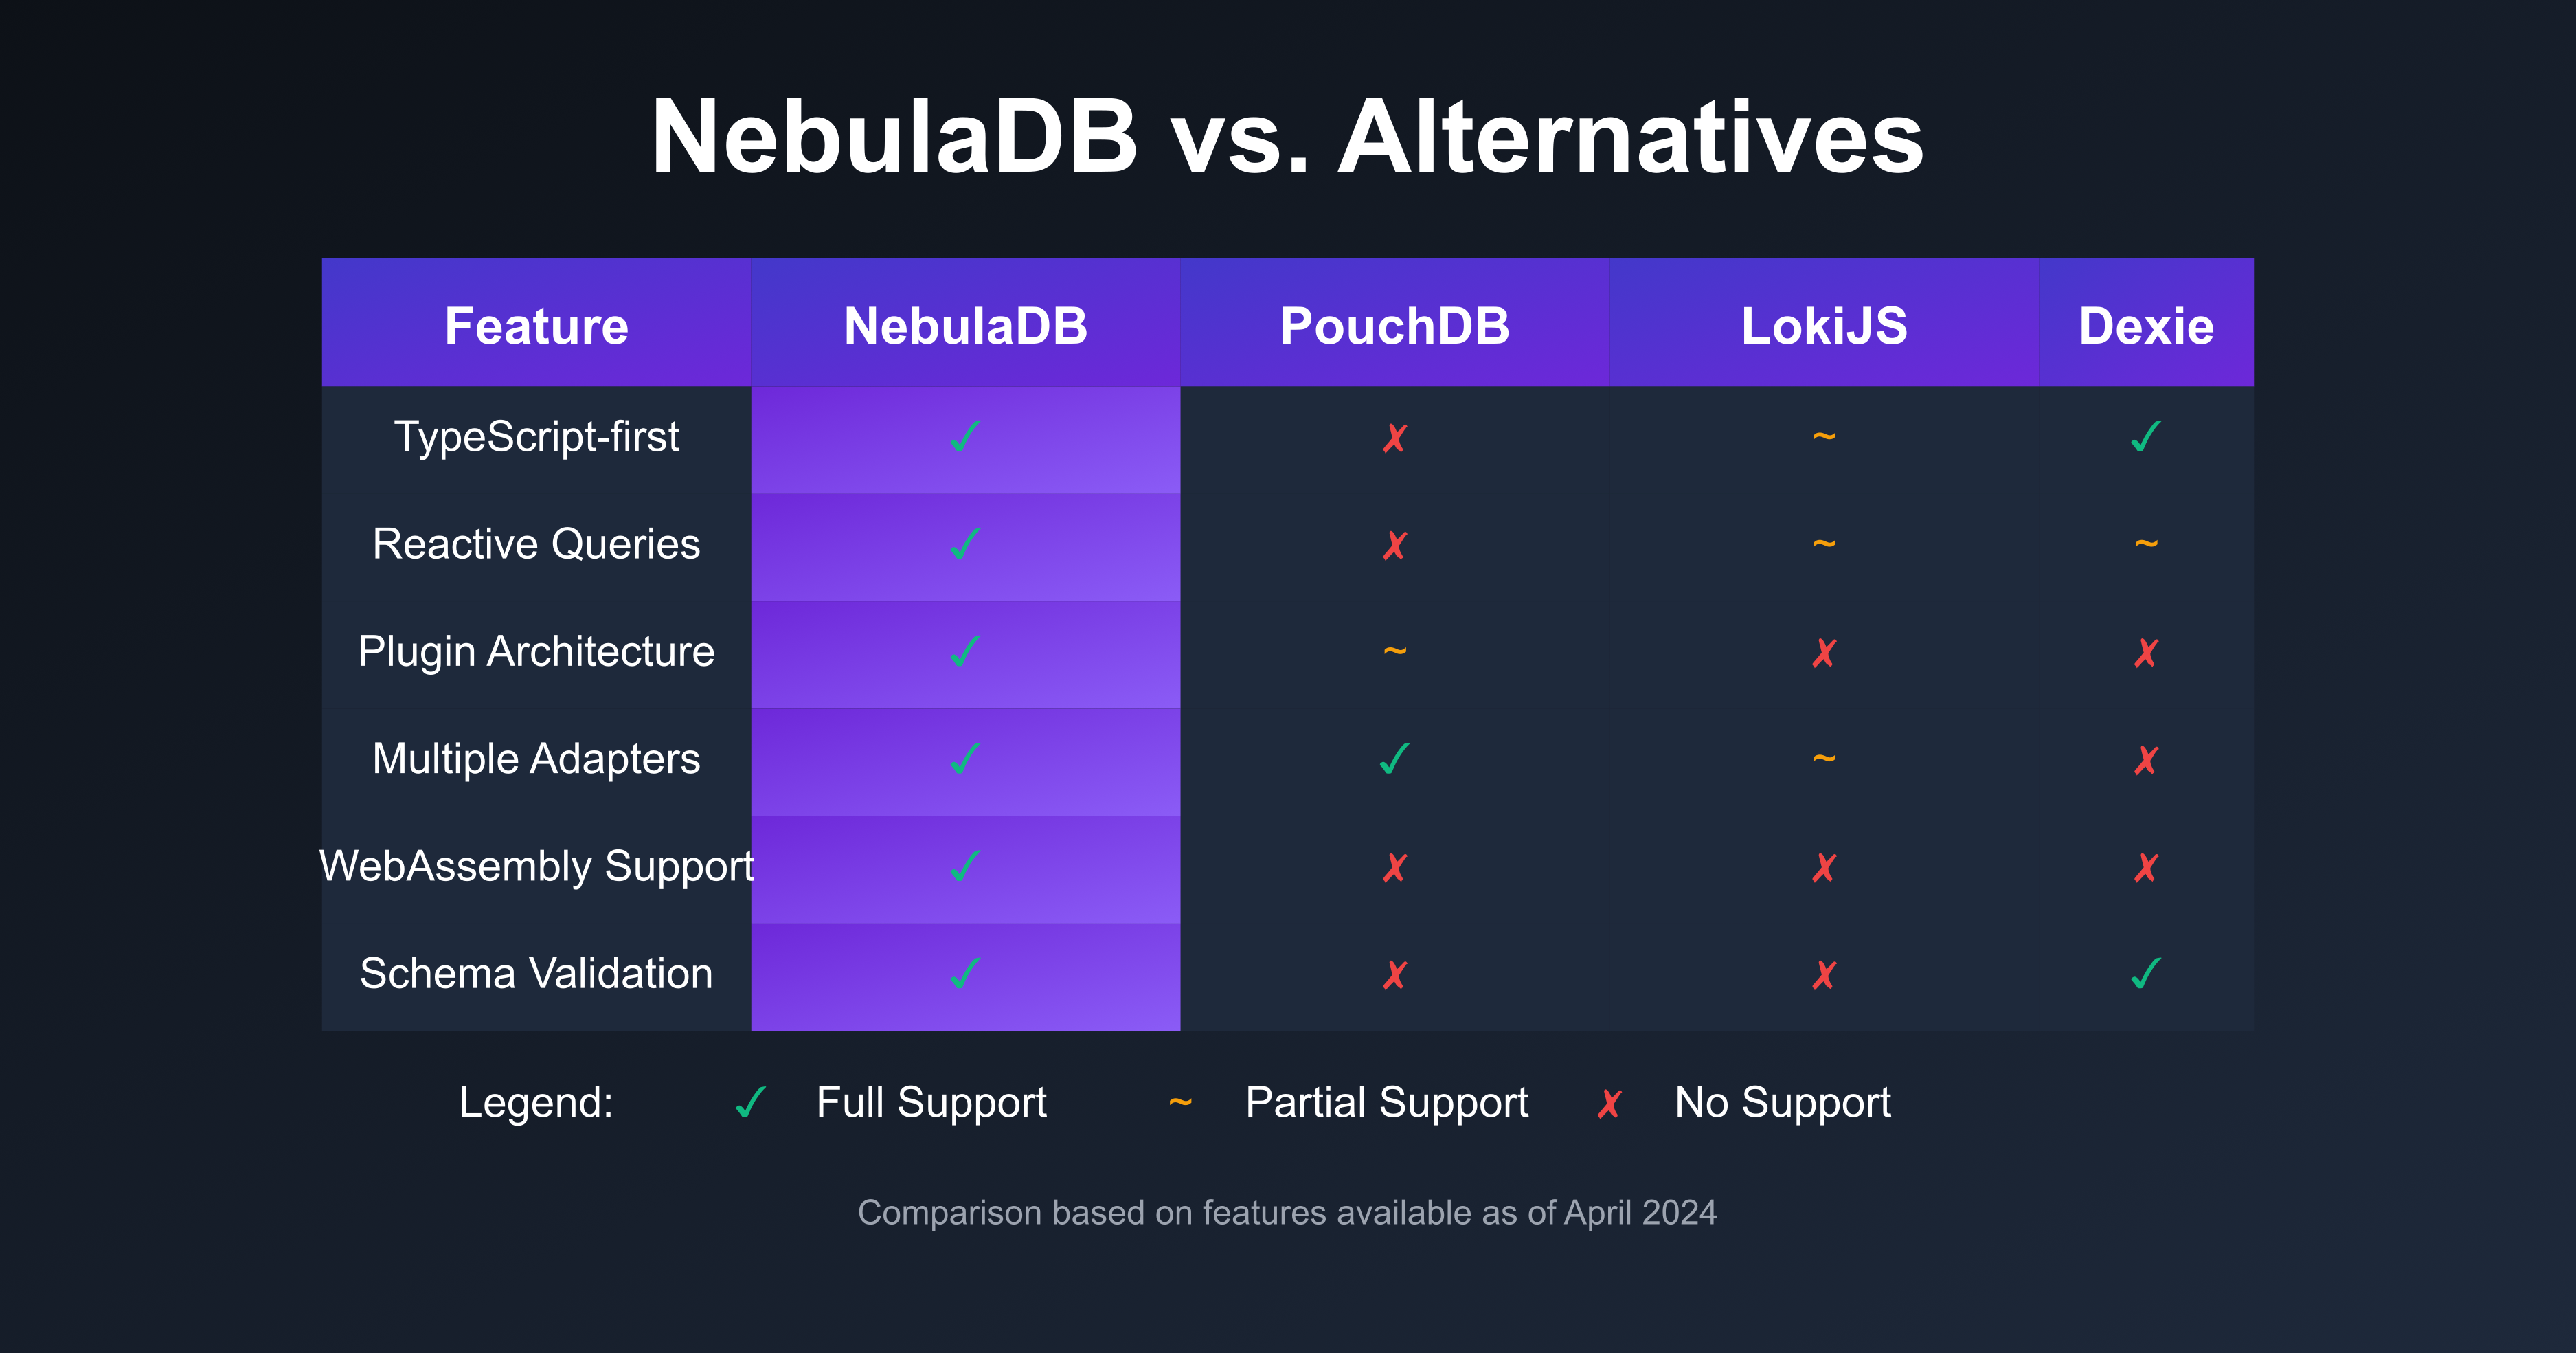 NebulaDB vs. Alternatives
Feature NebulaDB PouchDB LokiJS Dexie
TypeScript-first ✓ ✗ ~ ✓
Reactive Queries ✓ ✗ ~ ~
Plugin Architecture ✓ ~ ✗ ✗
Multiple Adapters ✓ ✓ ~ ✗
WebAssembly Support ✓ ✗ ✗ ✗
Schema Validation ✓ ✗ ✗ ✓
Legend: ✓ Full Support ~ Partial Support ✗ No Support
Comparison based on features available as of April 2024